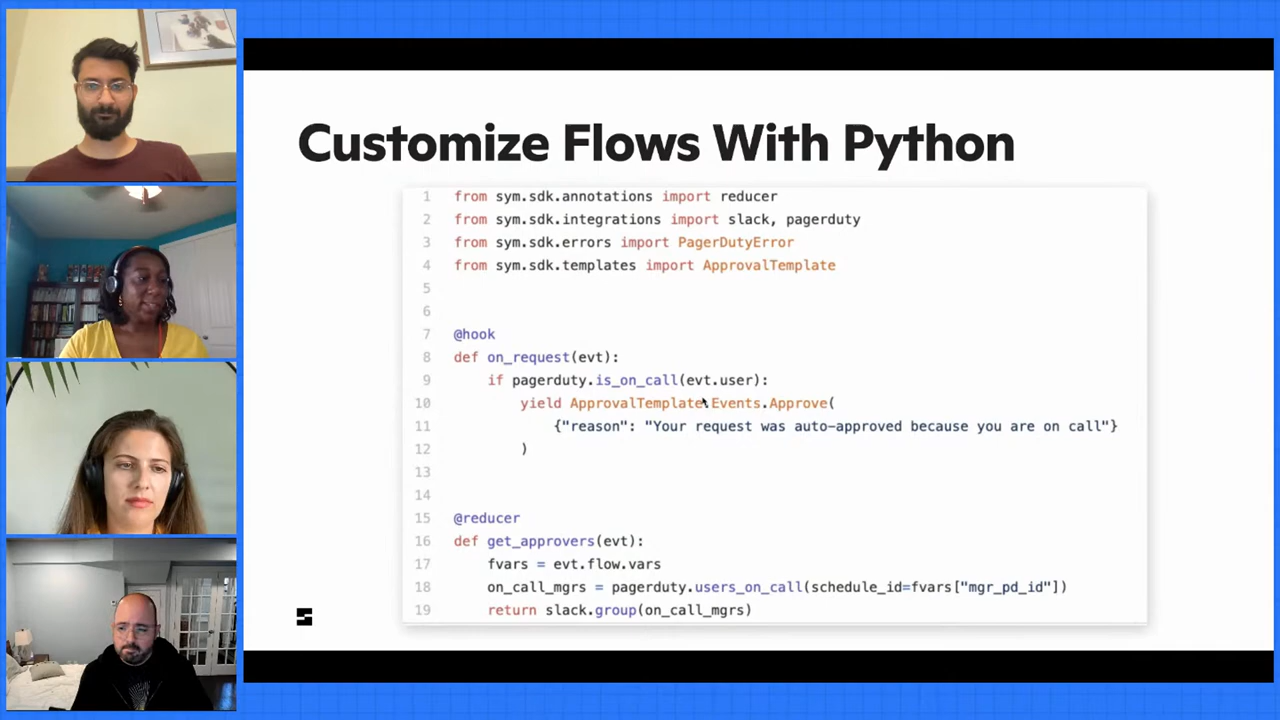 Customize Flows With Python
1 from sym.sdk.annotations import reducer
2 from sym.sdk.integrations import slack, pagerduty
3 from sym.sdk.errors import PagerDutyError
4 from sym.sdk.templates import ApprovalTemplate
5
6
7 @hook
8 def on_request(evt):
9 if pagerduty.is_on_call(evt.user):
10 yield ApprovalTemplate.Events.Approve(
11 {"reason": "Your request was auto-approved because you are on call"}
12 )
13
14
15 @reducer
16 def get_approvers(evt):
17 fvars = evt.flow.vars
18 on_call_mgrs = pagerduty.users_on_call(schedule_id=fvars["mgr_pd_id"])
19 return slack.group(on_call_mgrs)